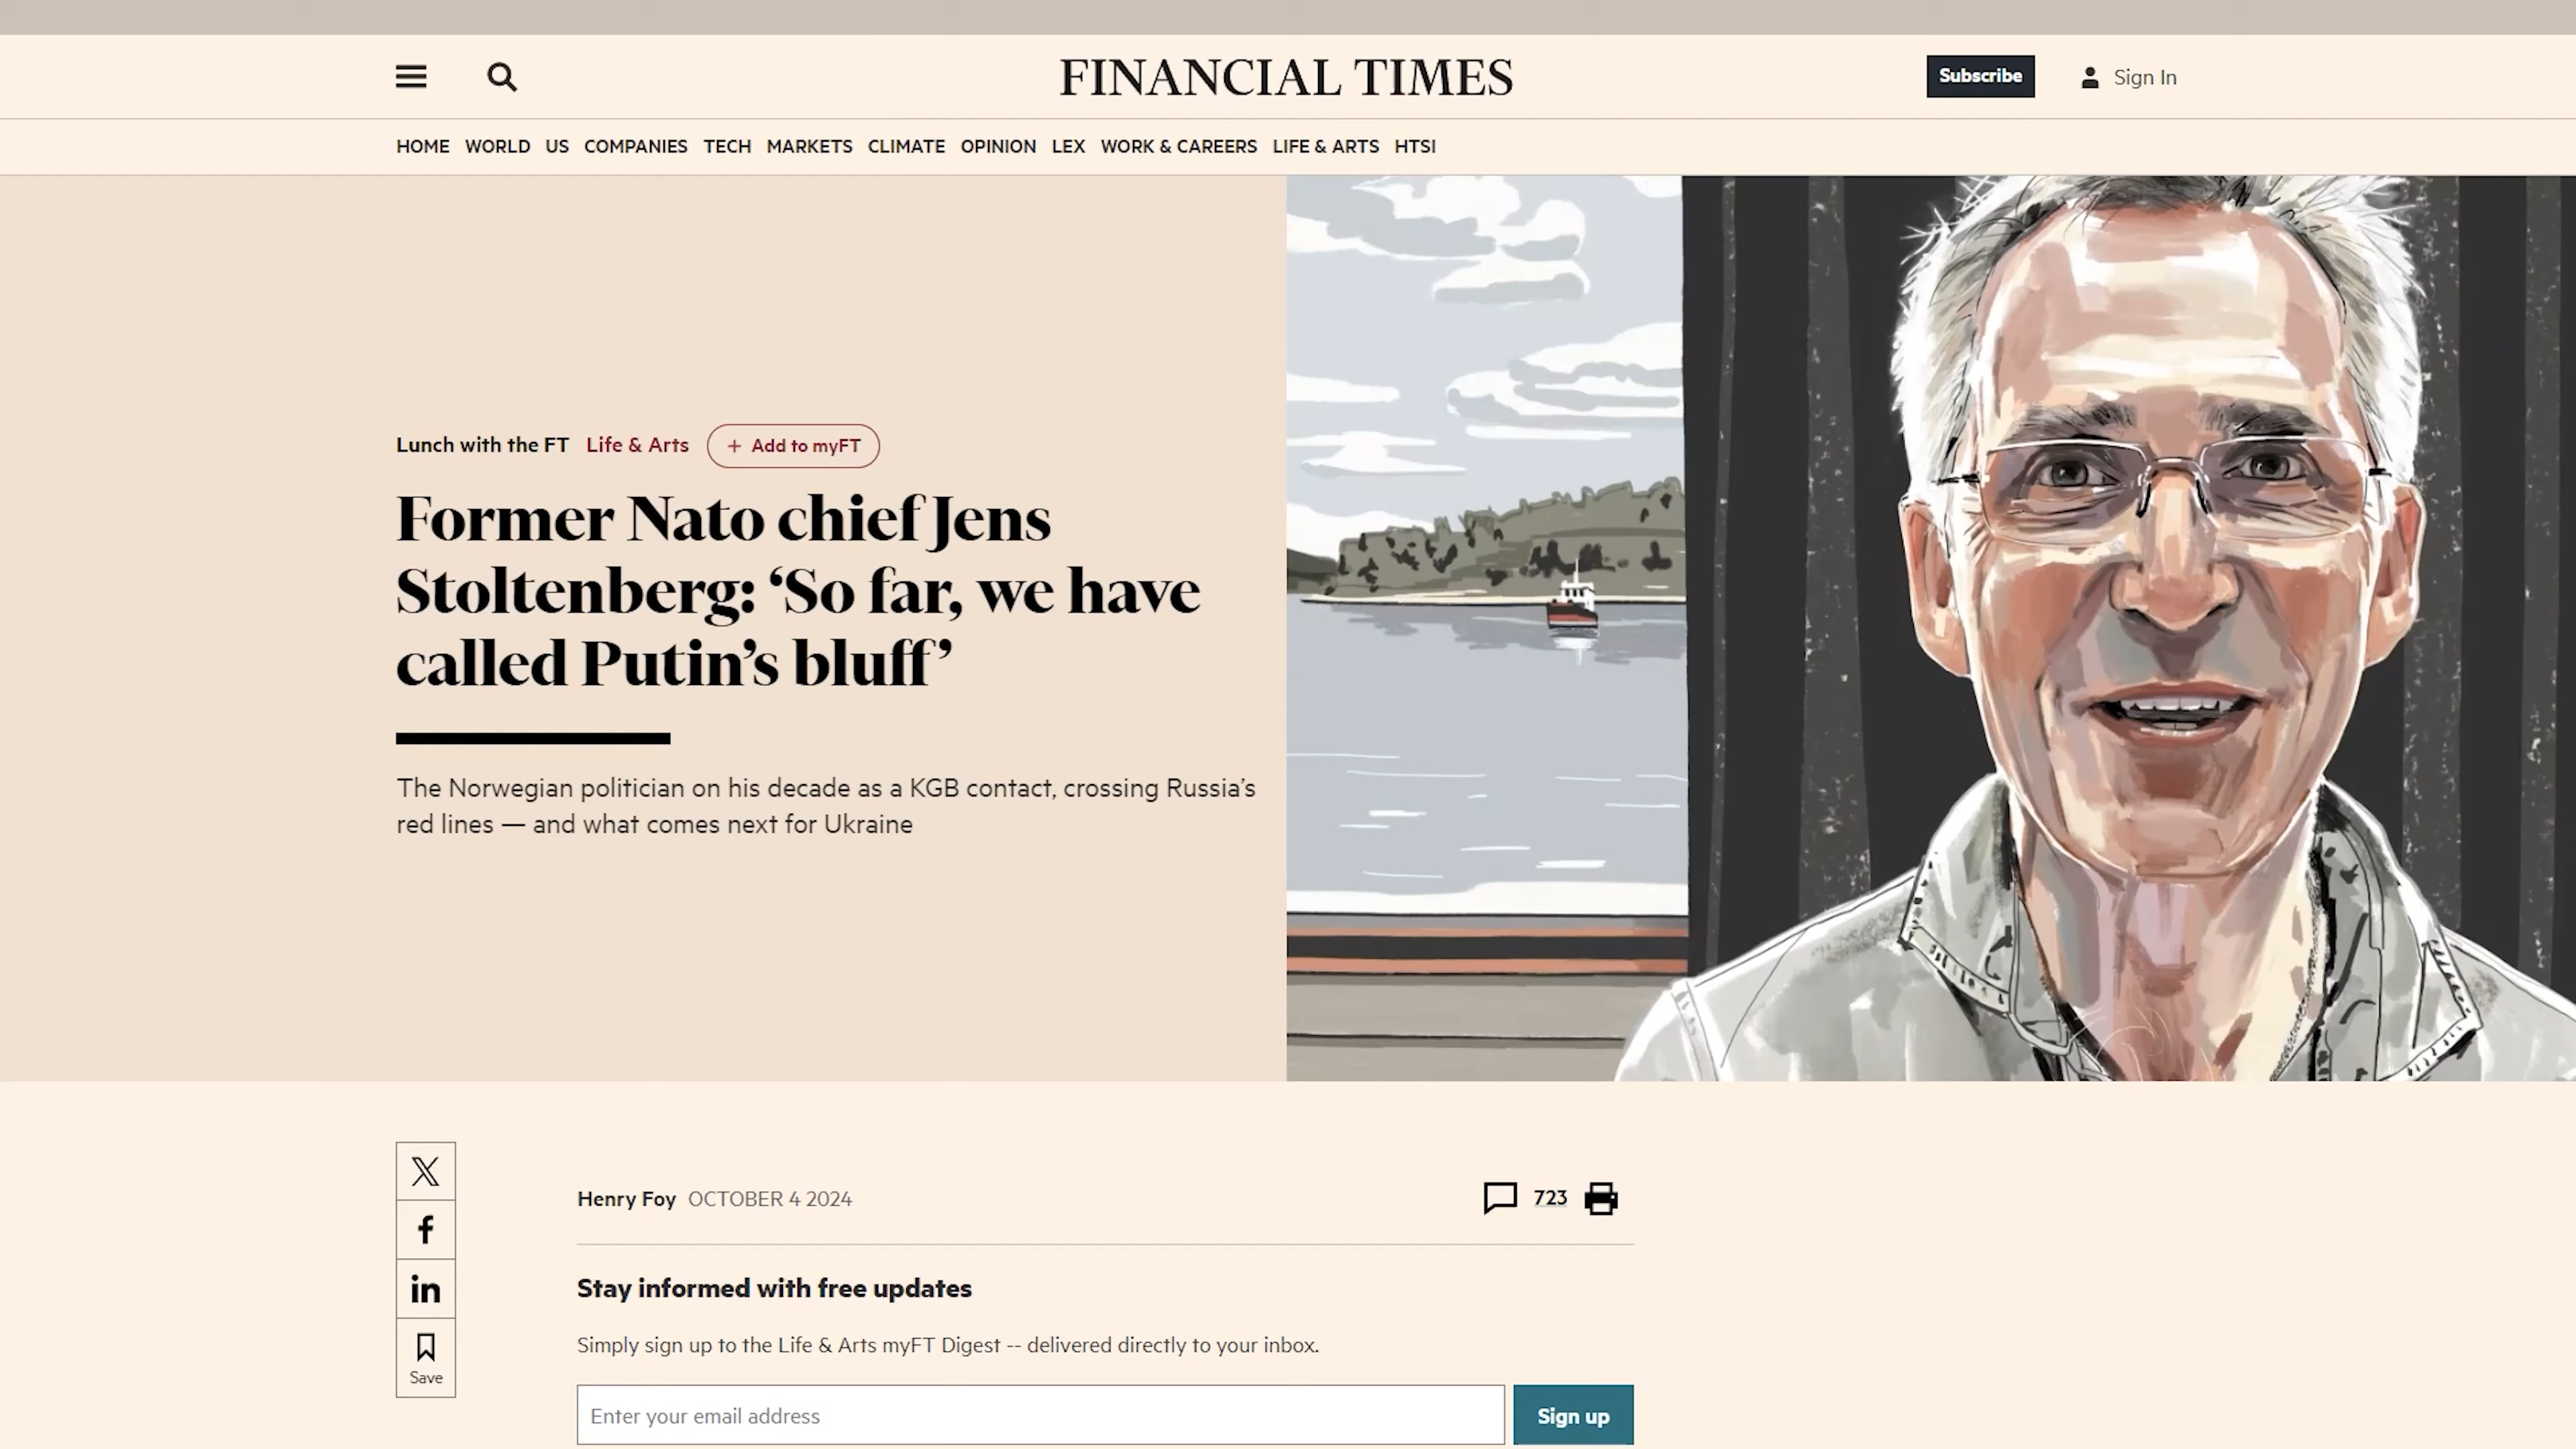 FINANCIAL TIMES
Subscribe
Sign In
HOME WORLD US COMPANIES TECH MARKETS CLIMATE OPINION LEX WORK & CAREERS LIFE & ARTS HTSI
Lunch with the FT Life & Arts + Add to myFT
Former Nato chief Jens
Stoltenberg: ‘So far, we have
called Putin’s bluff’
The Norwegian politician on his decade as a KGB contact, crossing Russia’s
red lines — and what comes next for Ukraine
Henry Foy OCTOBER 4 2024
723
Save
Stay informed with free updates
Simply sign up to the Life & Arts myFT Digest -- delivered directly to your inbox.
Enter your email address
Sign up